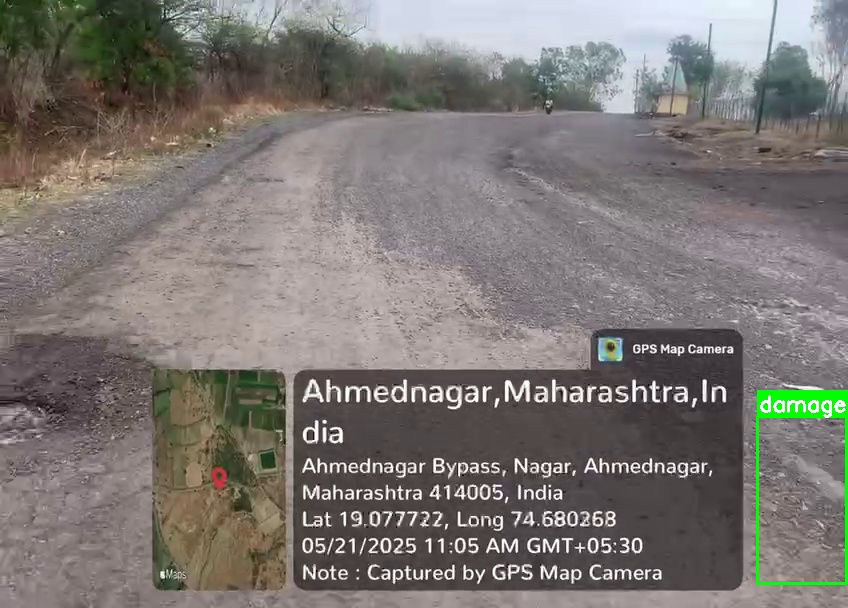 GPS Map Camera
damage
Ahmednagar,Maharashtra,In
dia
Ahmednagar Bypass, Nagar, Ahmednagar,
Maharashtra 414005, India
Lat 19.077722, Long 74.680368
05/21/2025 11:05 AM GMT+05:30
Note : Captured by GPS Map Camera
Maps